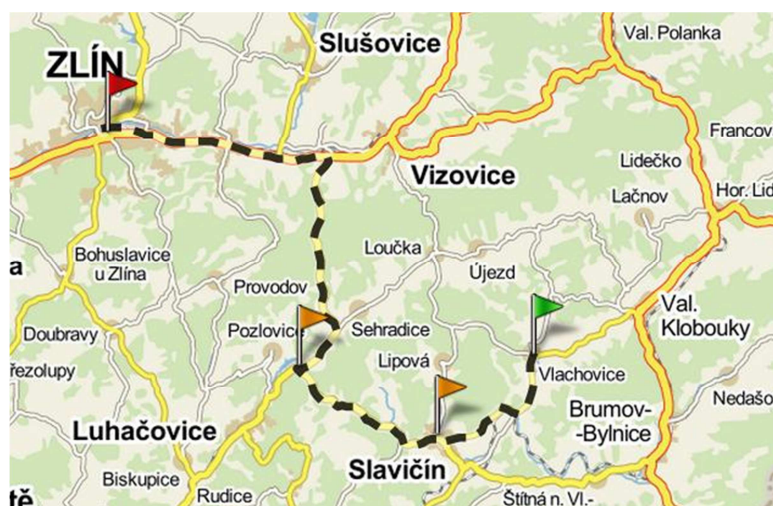 Val. Polanka
Slušovice
ZLÍN
Francov
Lidečko
Vizovice
Lačnov
Hor. Lid
Loučka
Bohuslavice
u Zlína
a
Újezd
Provodov
Val.
Klobouky
Doubravy
Pozlovice
Sehradice
Lipová
řezolupy
Vlachovice
Nedašo
Brumov-
-Bylnice
Luhačovice
Slavičín
Biskupice
Rudice
Štítná n. Vl.-
tě